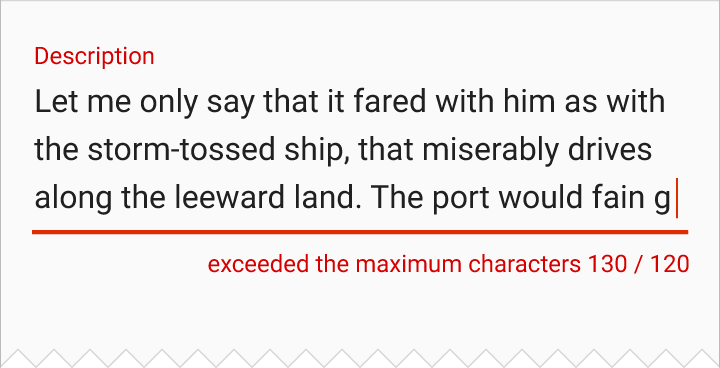 Description
Let me only say that it fared with him as with
the storm-tossed ship, that miserably drives
along the leeward land. The port would fain g
exceeded the maximum characters 130 / 120